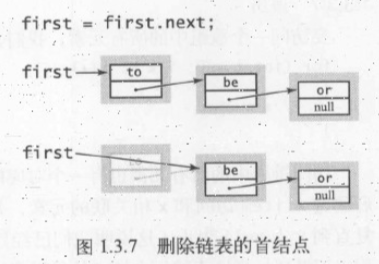 first = first.next;
first
to
be
or
null
first
to
be
or
null
图 1.3.7 删除链表的首结点